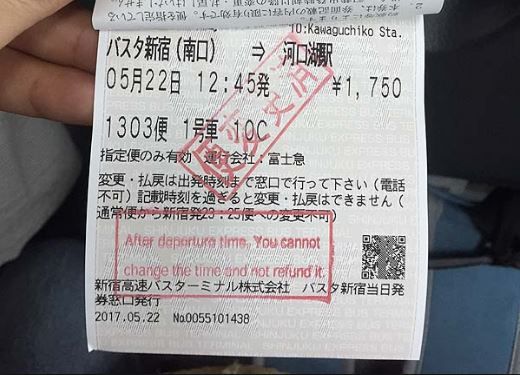 TO:Kawaguchiko Sta.
バスタ新宿(南口) ⇒ 河口湖駅
05月22日 12:45発 ¥1,750
1303便 1号車 10C
便変更済
指定便のみ有効 運行会社:富士急
変更・払戻は出発時刻まで窓口で行って下さい(電話
不可)記載時刻を過ぎると変更・払戻はできません(
通常便から新宿発23:25便への変更不可)
After departure time, You cannot
change the time and not refund it.
新宿高速バスターミナル株式会社 バスタ新宿当日発
券窓口発行
2017.05.22 No0055101438